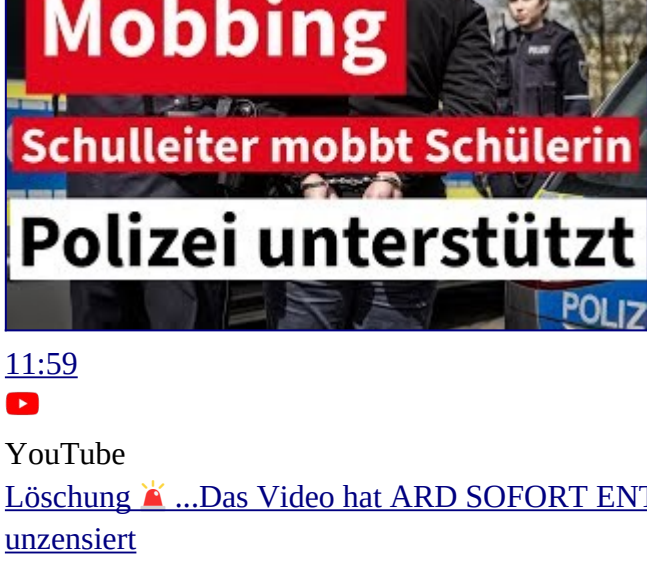 Mobbing
Schulleiter mobbt Schülerin
Polizei unterstützt
POLIZ
11:59
YouTube
Löschung 🚨 ...Das Video hat ARD SOFORT ENT
unzensiert